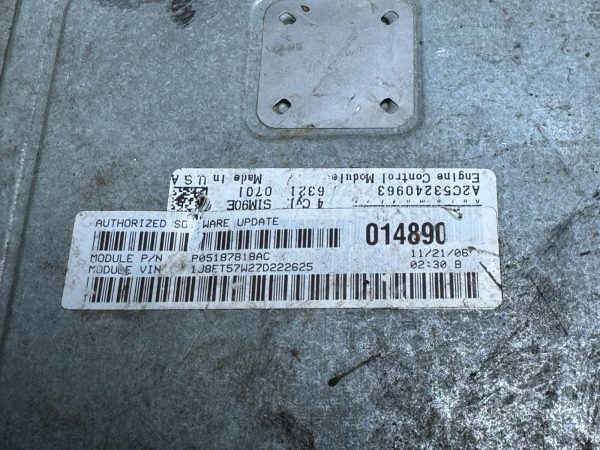 Engine Control Module
A2C53240963
Made In U S A
4 Cyl 6321 0701
SIM90E
AUTHORIZED SO WARE UPDATE
014890
MODULE P/N P05187818AC
11/21/06
MODULE VIN 1J8FT57W27D222625
02:30 B